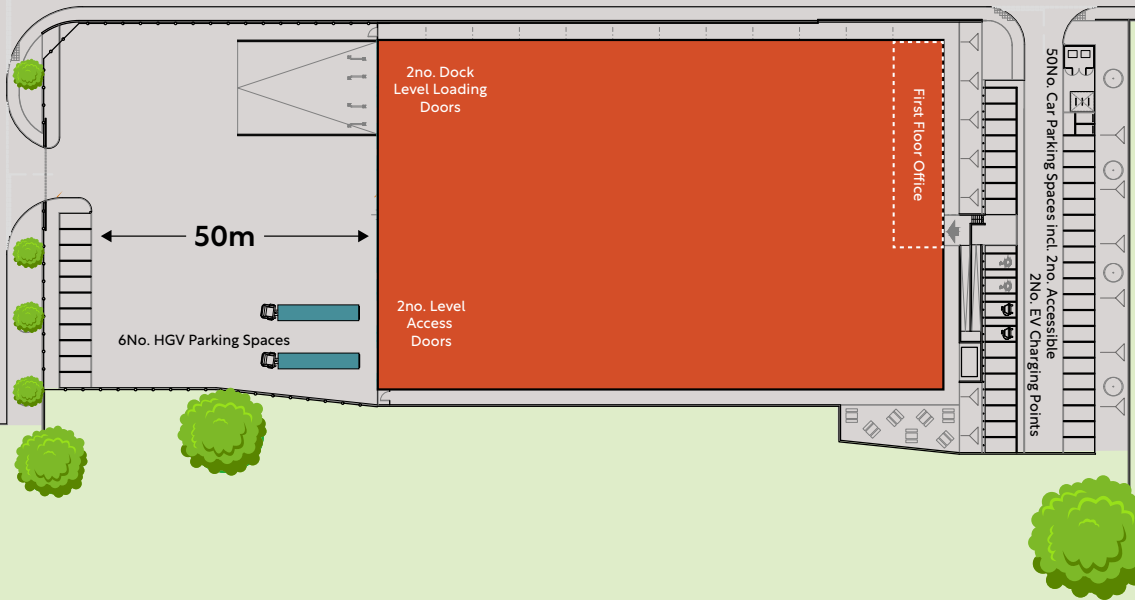 2no. Dock
Level Loading
Doors
First Floor Office
50No. Car Parking Spaces incl. 2no. Accessible
2No. EV Charging Points
50m
2no. Level
Access
Doors
6No. HGV Parking Spaces